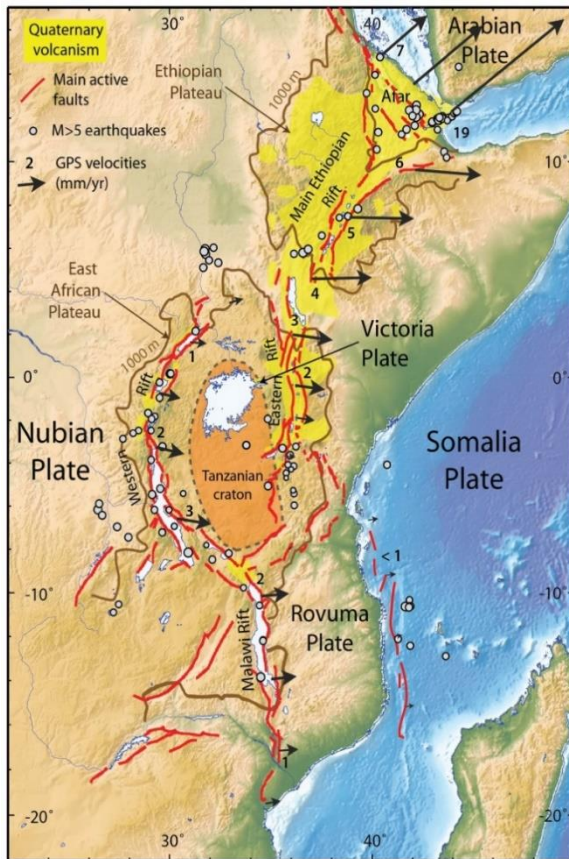 30
40
Quaternary
volcanism
Main active
faults
M>5 earthquakes
2 GPS velocities
(mm/yr)
Ethiopian
Plateau
1000 m
7
Arabian
Plate
Afar
19
10°
10°
6
Main Ethiopian
Rift
5
4
East
African
Plateau
1000 m
3
Victoria
Plate
1
Rift
Rift
2
Eastern
0°
0°
Nubian
Plate
2
Western
Tanzanian
craton
Somalia
Plate
3
< 1
-10°
-10°
2
Rovuma
Plate
Malawi Rift
1
-20°
-20°
30
40